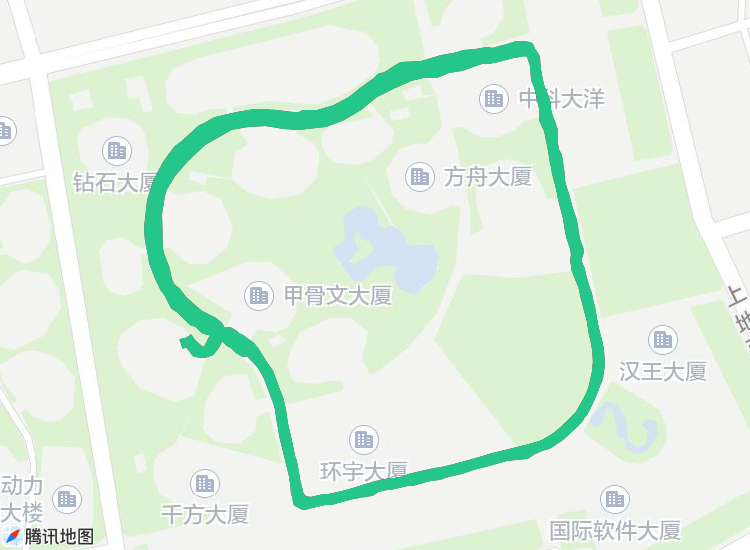 中科大洋
方舟大厦
钻石大厦
甲骨文大厦
上地
汉王大厦
环宇大厦
动力
大楼
千方大厦
国际软件大厦
腾讯地图